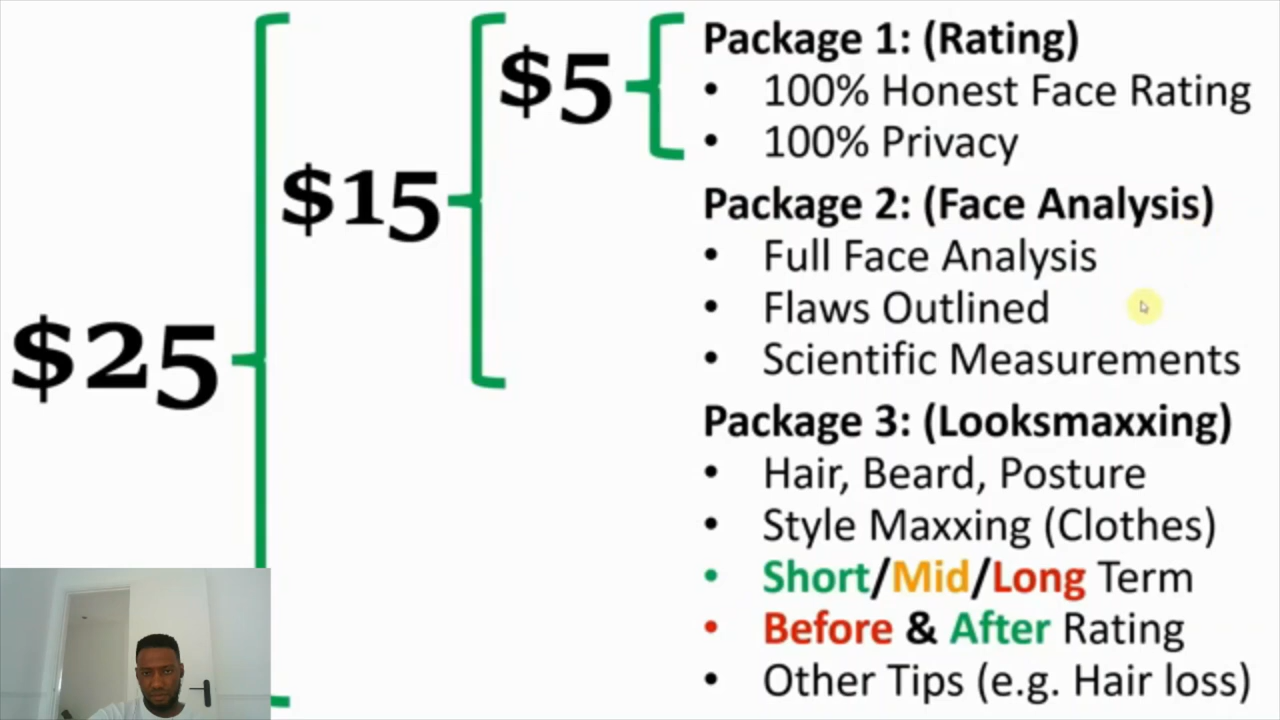 $5
$15
$25
Package 1: (Rating)
• 100% Honest Face Rating
• 100% Privacy
Package 2: (Face Analysis)
• Full Face Analysis
• Flaws Outlined
• Scientific Measurements
Package 3: (Looksmaxxing)
• Hair, Beard, Posture
• Style Maxxing (Clothes)
• Short/Mid/Long Term
• Before & After Rating
• Other Tips (e.g. Hair loss)